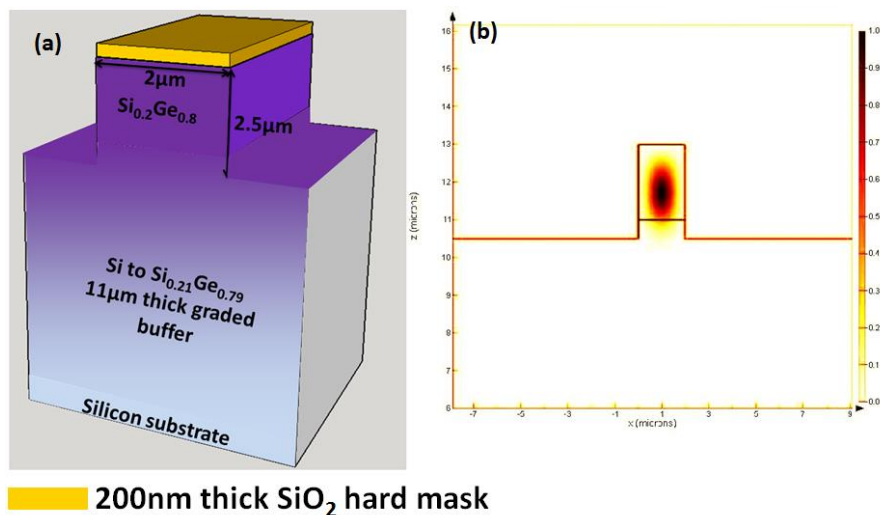 (a)
2μm
Si0.2Ge0.8
2.5μm
Si to Si0.21Ge0.79
11μm thick graded
buffer
Silicon substrate
200nm thick SiO2 hard mask
(b)
z (microns)
16
15
14
13
12
11
10
9
8
7
6
-7
-5
-3
-1
1
3
5
7
9
x (microns)
1.0
0.9
0.8
0.7
0.6
0.5
0.4
0.3
0.2
0.1
0.0